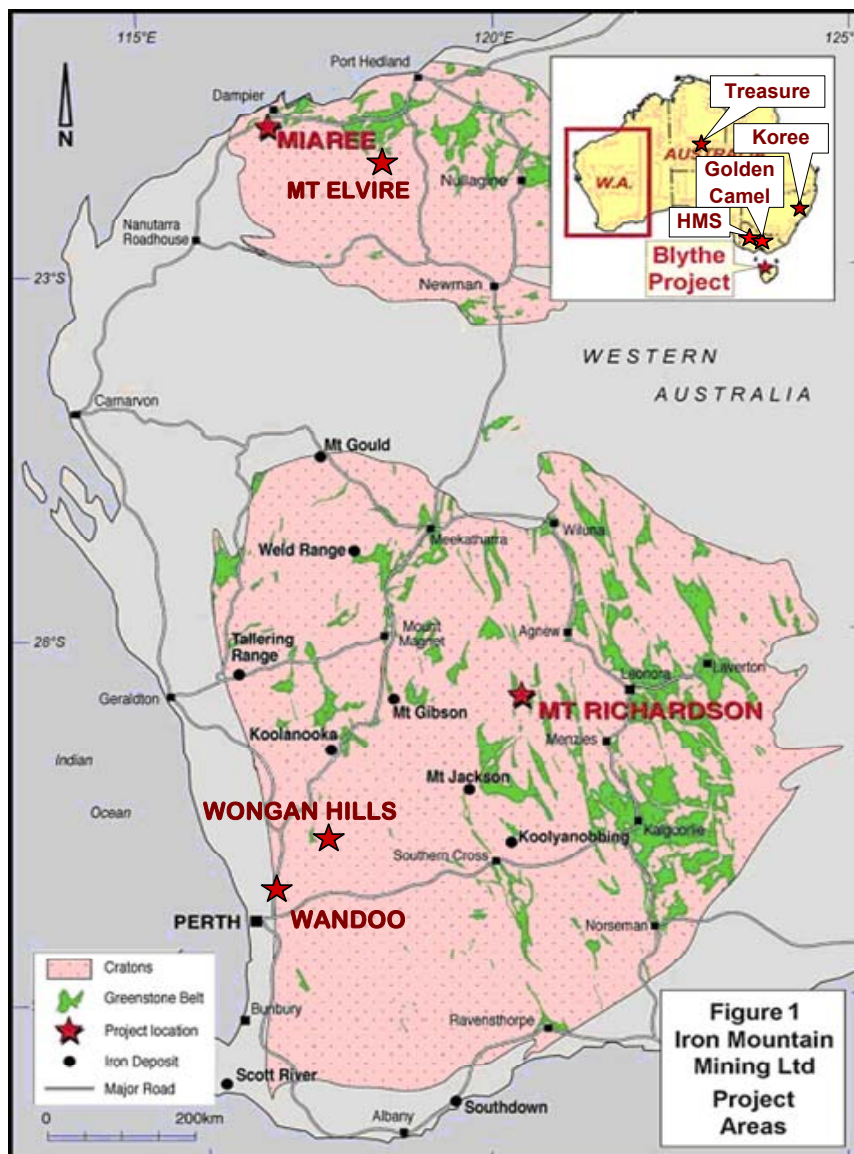 115°E
120°E
125°
Port Hedland
Dampier
N
MIAREE
MT ELVIRE
Nullagine
Nanutarra
Roadhouse
23°S
Newman
Treasure
Koree
AUSTRALIA
W.A.
Golden
Camel
HMS
Blythe
Project
WESTERN
AUSTRALIA
Carnarvon
Mt Gould
Meekatharra
Wiluna
Weld Range
26°S
Mount
Magnet
Agnew
Tallering
Range
Leonora
Laverton
Geraldton
Mt Gibson
MT RICHARDSON
Koolanooka
Menzies
Indian
Ocean
Mt Jackson
WONGAN HILLS
Koolyanobbing
Kalgoorlie
Southern Cross
WANDOO
PERTH
Norseman
Cratons
Greenstone Belt
Project location
Iron Deposit
Major Road
0
200km
Bunbury
Ravensthorpe
Scott River
Southdown
Albany
Figure 1
Iron Mountain
Mining Ltd
Project
Areas